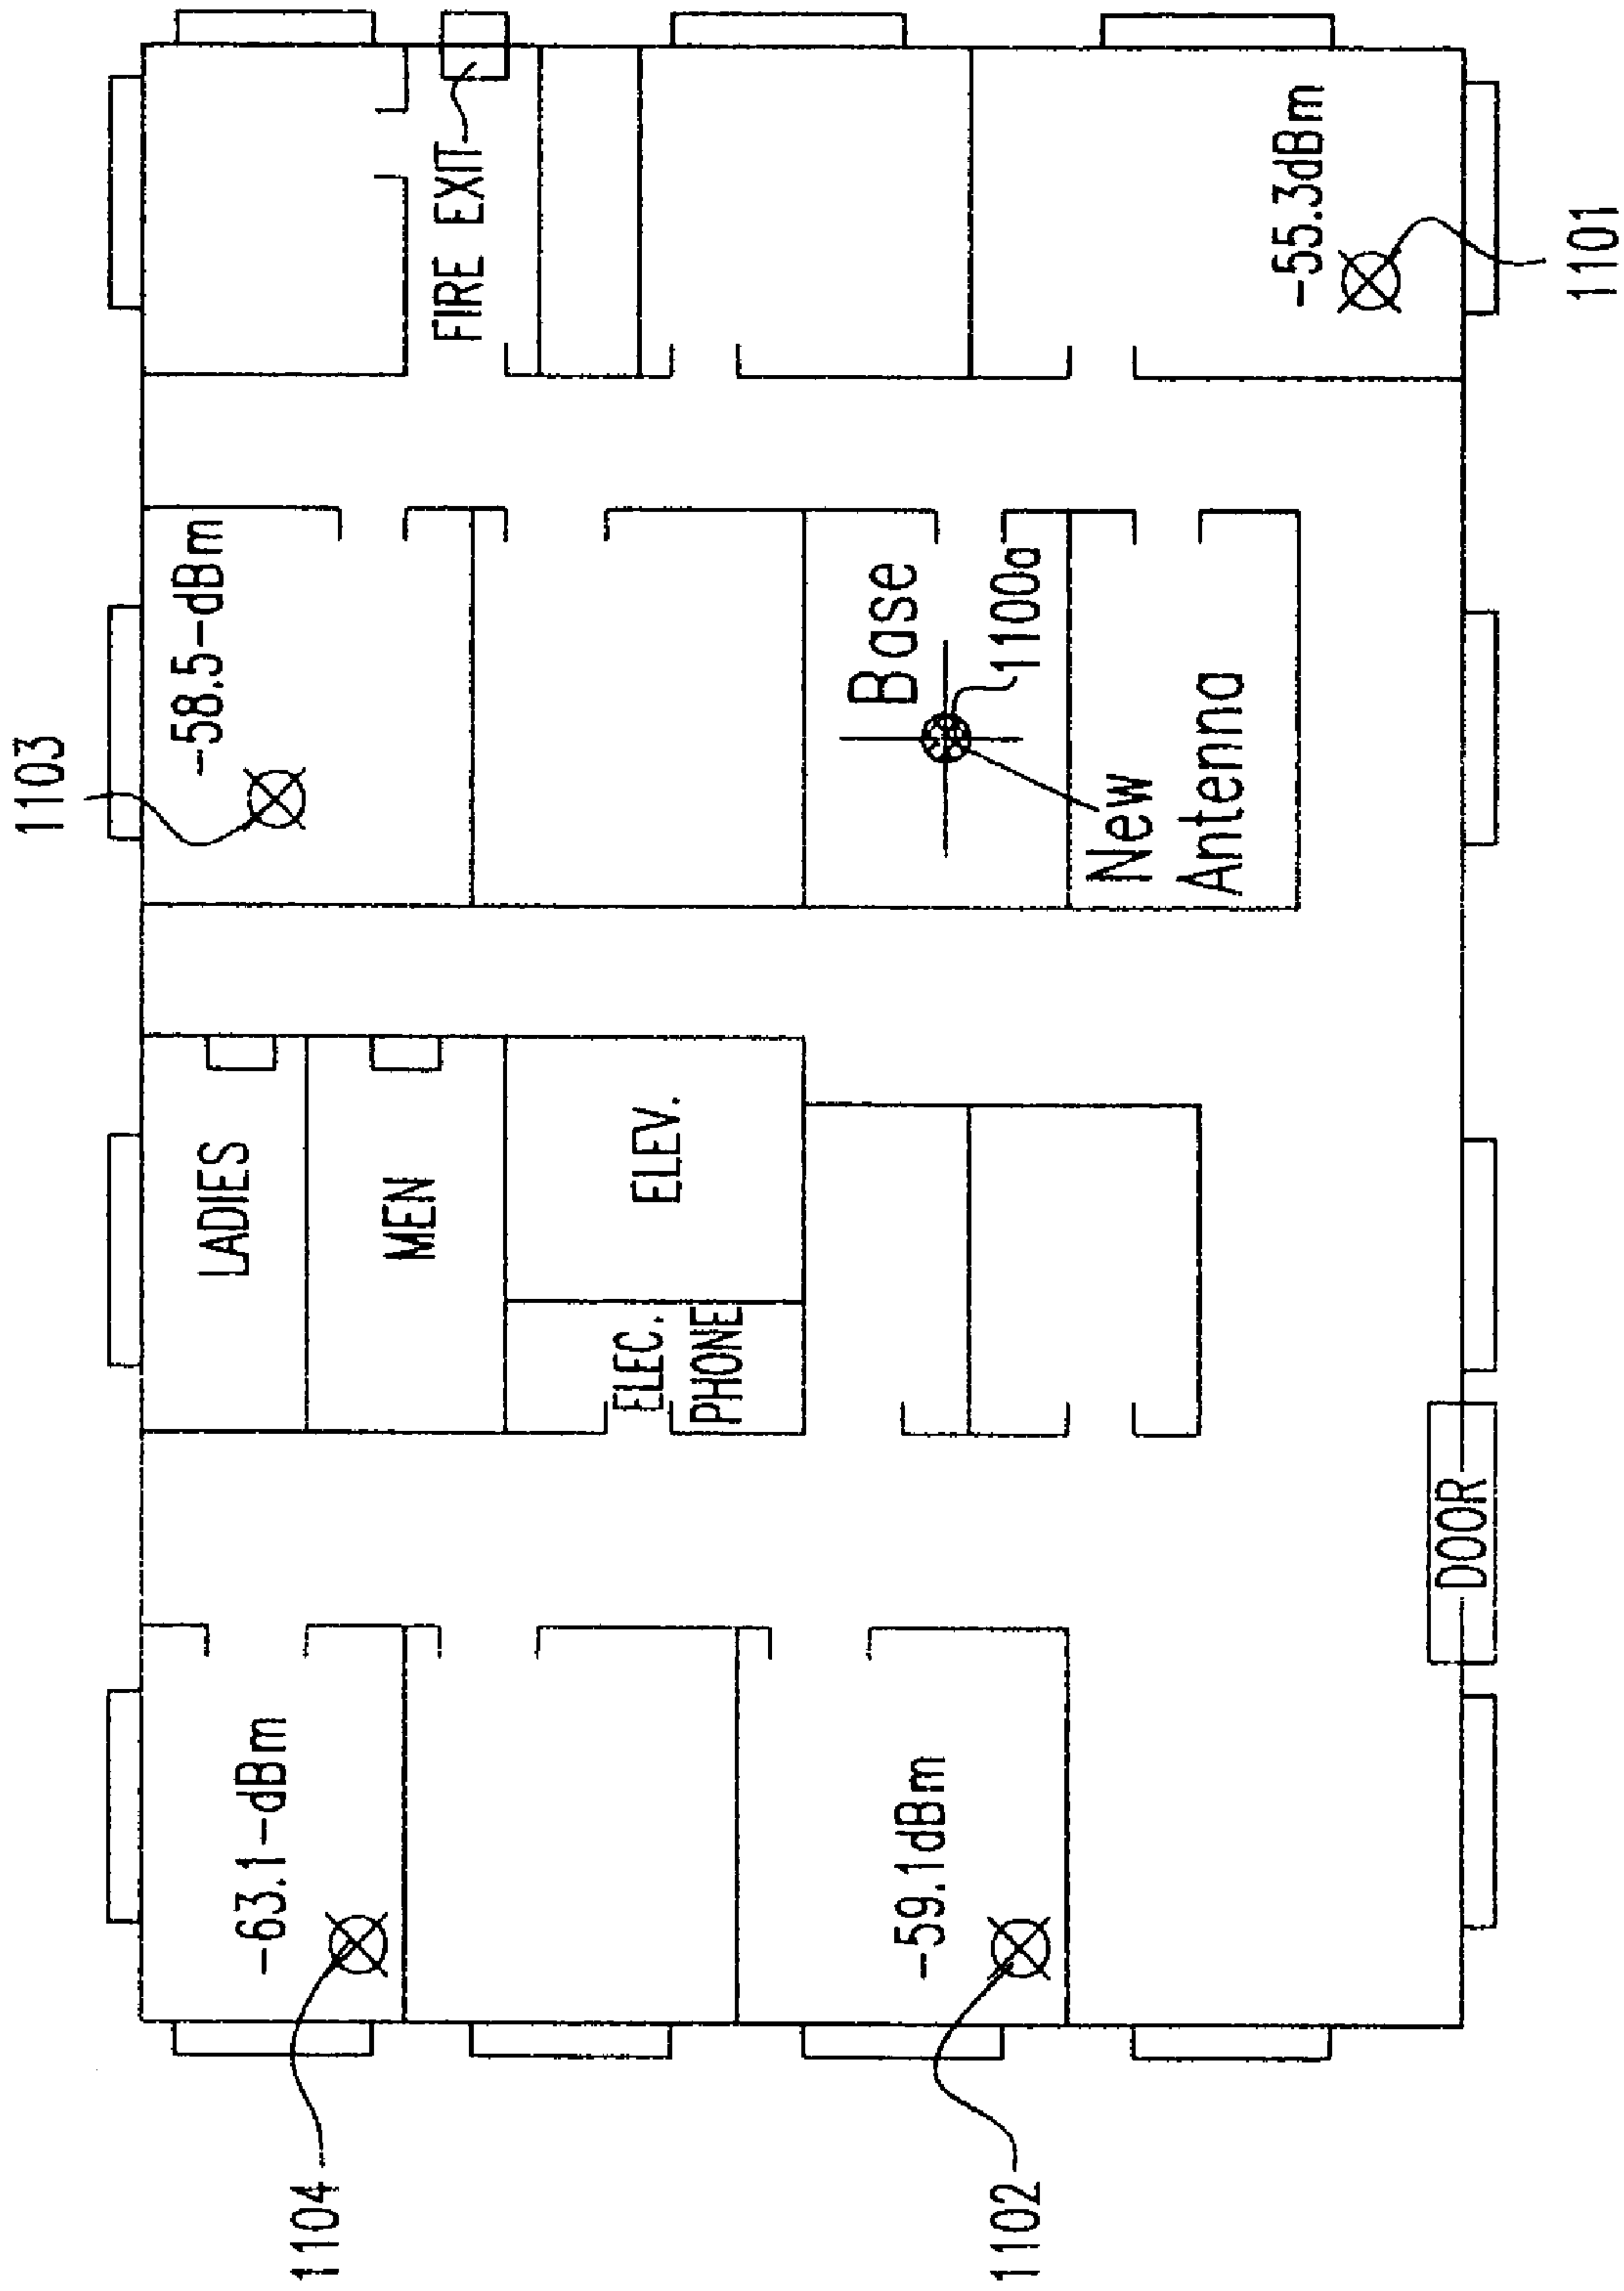 1103
-58.5-dBm
LADIES
-63.1-dBm
1104
MEN
FIRE EXIT
ELEC.
PHONE
ELEV.
Base
-59.1dBm
1102
1100a
New
Antenna
-55.3dBm
DOOR
1101